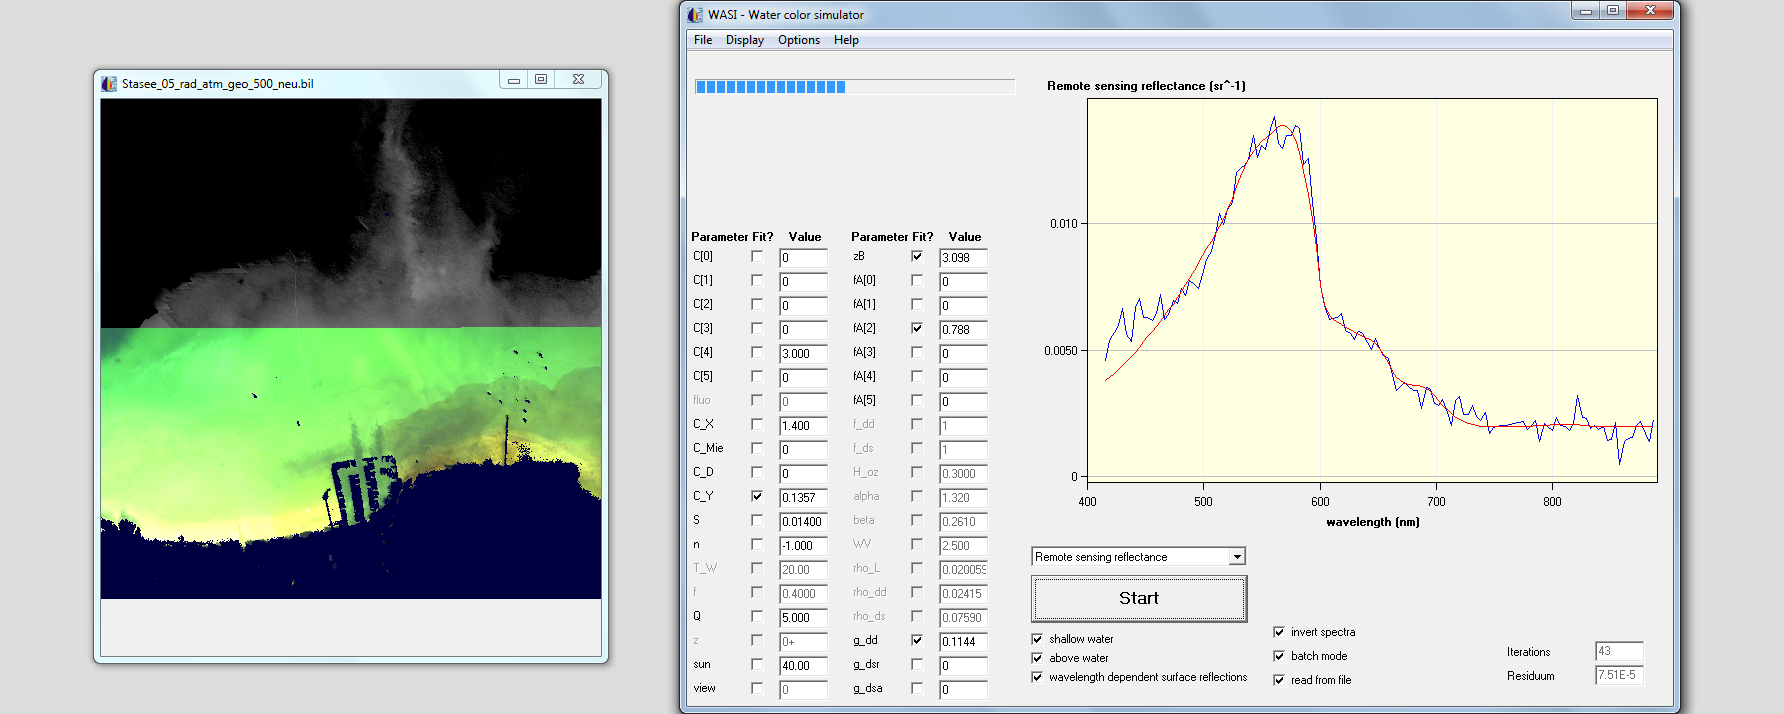 Stasee_05_rad_atm_geo_500_neu.bil
WASI - Water color simulator
File Display Options Help
Remote sensing reflectance (sr^-1)
0.010
0.0050
0
400 500 600 700 800
wavelength (nm)
Parameter Fit? Value Parameter Fit? Value
C[0] 0 zB 3.098
C[1] 0 fA[0] 0
C[2] 0 fA[1] 0
C[3] 0 fA[2] 0.788
C[4] 3.000 fA[3] 0
C[5] 0 fA[4] 0
fluo 0 fA[5] 0
C_X 1.400 f_dd 1
C_Mie 0 f_ds 1
C_D 0 H_oz 0.3000
C_Y 0.1357 alpha 1.320
S 0.01400 beta 0.2610
n -1.000 WV 2.500
T_W 20.00 rho_L 0.020059
f 0.4000 rho_dd 0.02415
Q 5.000 rho_ds 0.07590
z 0+ g_dd 0.1144
sun 40.00 g_dsr 0
view 0 g_dsa 0
Remote sensing reflectance
Start
shallow water
above water
wavelength dependent surface reflections
invert spectra
batch mode
read from file
Iterations 43
Residuum 7.51E-5